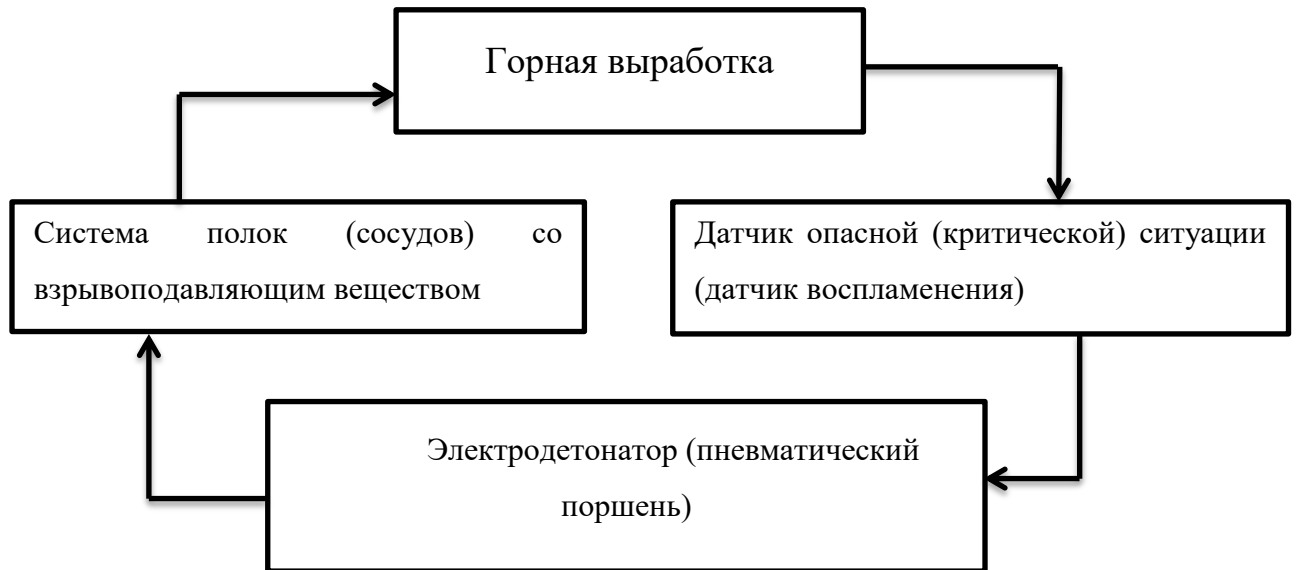 Горная выработка
Система полок (сосудов) со
взрывоподавляющим веществом
Датчик опасной (критической) ситуации
(датчик воспламенения)
Электродетонатор (пневматический
поршень)